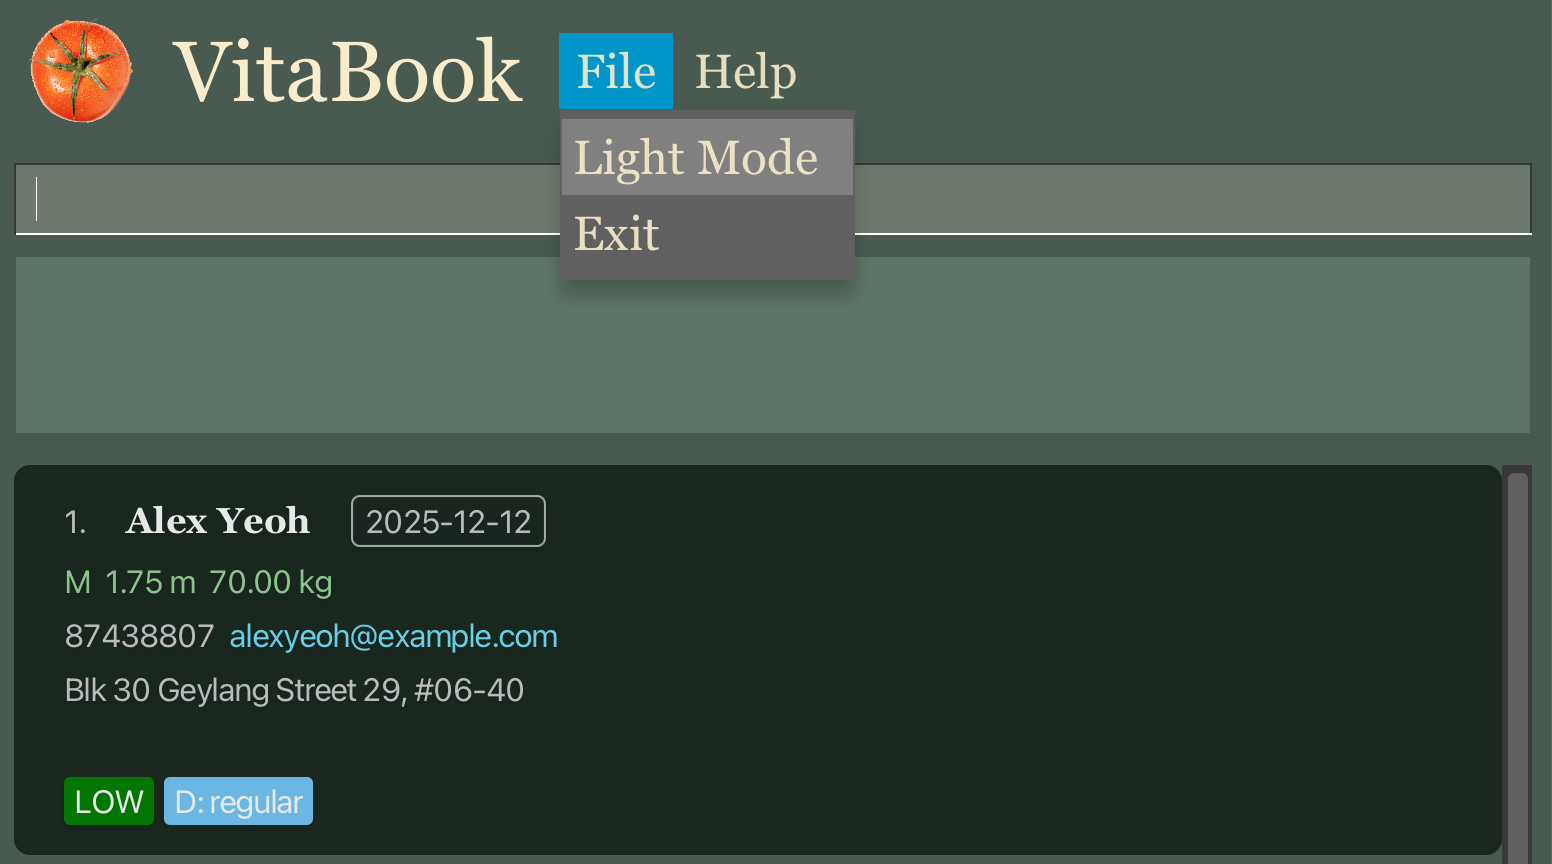 VitaBook File Help
Light Mode
Exit
1. Alex Yeoh 2025-12-12
M 1.75 m 70.00 kg
87438807 alexyeoh@example.com
Blk 30 Geylang Street 29, #06-40
LOW D: regular